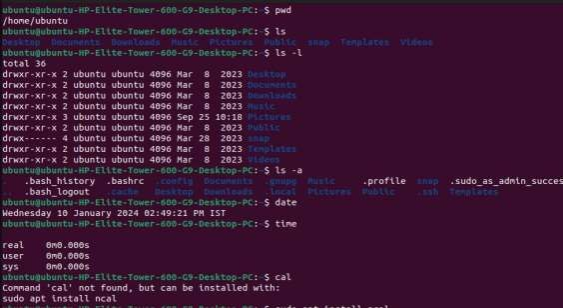 ubuntu@ubuntu-HP-Elite-Tower-600-G9-Desktop-PC:~$ pwd
/home/ubuntu
ubuntu@ubuntu-HP-Elite-Tower-600-G9-Desktop-PC:~$ ls
Desktop Documents Downloads Music Pictures Public snap Templates Videos
ubuntu@ubuntu-HP-Elite-Tower-600-G9-Desktop-PC:~$ ls -l
total 36
drwxr-xr-x 2 ubuntu ubuntu 4096 Mar 8 2023 Desktop
drwxr-xr-x 2 ubuntu ubuntu 4096 Mar 8 2023 Documents
drwxr-xr-x 2 ubuntu ubuntu 4096 Mar 8 2023 Downloads
drwxr-xr-x 2 ubuntu ubuntu 4096 Mar 8 2023 Music
drwxr-xr-x 3 ubuntu ubuntu 4096 Sep 25 10:18 Pictures
drwxr-xr-x 2 ubuntu ubuntu 4096 Mar 8 2023 Public
drwx------ 4 ubuntu ubuntu 4096 Mar 28 2023 snap
drwxr-xr-x 2 ubuntu ubuntu 4096 Mar 8 2023 Templates
drwxr-xr-x 2 ubuntu ubuntu 4096 Mar 8 2023 Videos
ubuntu@ubuntu-HP-Elite-Tower-600-G9-Desktop-PC:~$ ls -a
. .bash_history .bashrc .config Documents .gnupg Music .profile snap .sudo_as_admin_succes
.. .bash_logout .cache Desktop Downloads .local Pictures Public .ssh Templates
ubuntu@ubuntu-HP-Elite-Tower-600-G9-Desktop-PC:~$ date
Wednesday 10 January 2024 02:49:21 PM IST
ubuntu@ubuntu-HP-Elite-Tower-600-G9-Desktop-PC:~$ time
real 0m0.000s
user 0m0.000s
sys 0m0.000s
ubuntu@ubuntu-HP-Elite-Tower-600-G9-Desktop-PC:~$ cal
Command 'cal' not found, but can be installed with:
sudo apt install ncal
ubuntu@ubuntu-HP-Elite-Tower-600-G9-Desktop-PC:~$ sudo apt install ncal